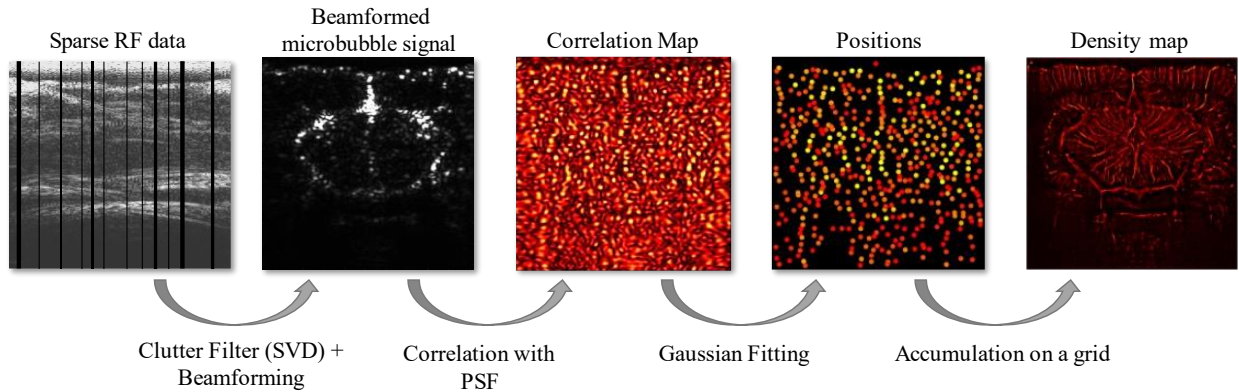 Sparse RF data
Beamformed
microbubble signal
Correlation Map
Positions
Density map
Clutter Filter (SVD) +
Beamforming
Correlation with
PSF
Gaussian Fitting
Accumulation on a grid